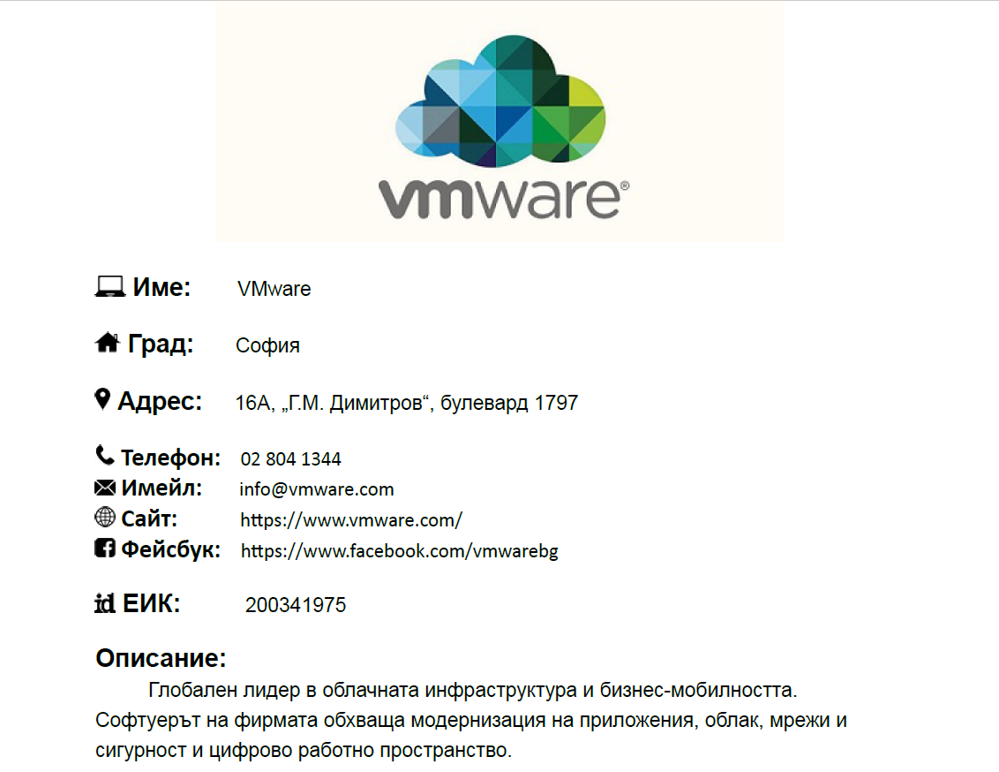 vmware®
Име: VMware
Град: София
Адрес: 16А, „Г.М. Димитров“, булевард 1797
Телефон: 02 804 1344
Имейл: info@vmware.com
Сайт: https://www.vmware.com/
Фейсбук: https://www.facebook.com/vmwarebg
id ЕИК: 200341975
Описание:
Глобален лидер в облачната инфраструктура и бизнес-мобилността.
Софтуерът на фирмата обхваща модернизация на приложения, облак, мрежи и
сигурност и цифрово работно пространство.